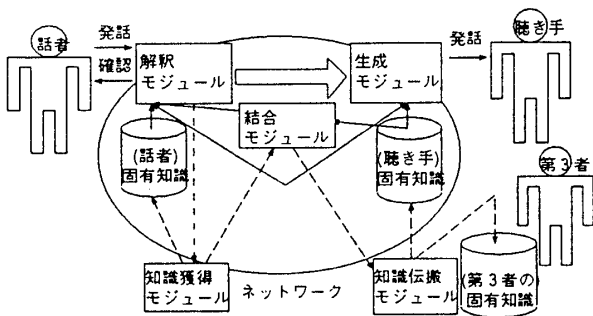 話者
発話
確認
解釈
モジュール
生成
モジュール
発話
聴き手
結合
モジュール
(話者)
固有知識
(聴き手)
固有知識
第3者
知識獲得
モジュール
ネットワーク
知識伝搬
モジュール
(第3者の
固有知識)